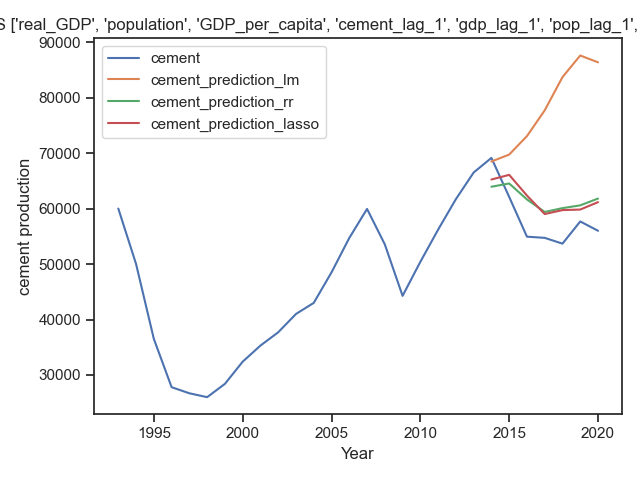 S ['real_GDP', 'population', 'GDP_per_capita', 'cement_lag_1', 'gdp_lag_1', 'pop_lag_1',
90000
80000
70000
60000
50000
40000
30000
cement production
cement
cement_prediction_lm
cement_prediction_rr
cement_prediction_lasso
1995
2000
2005
2010
2015
2020
Year